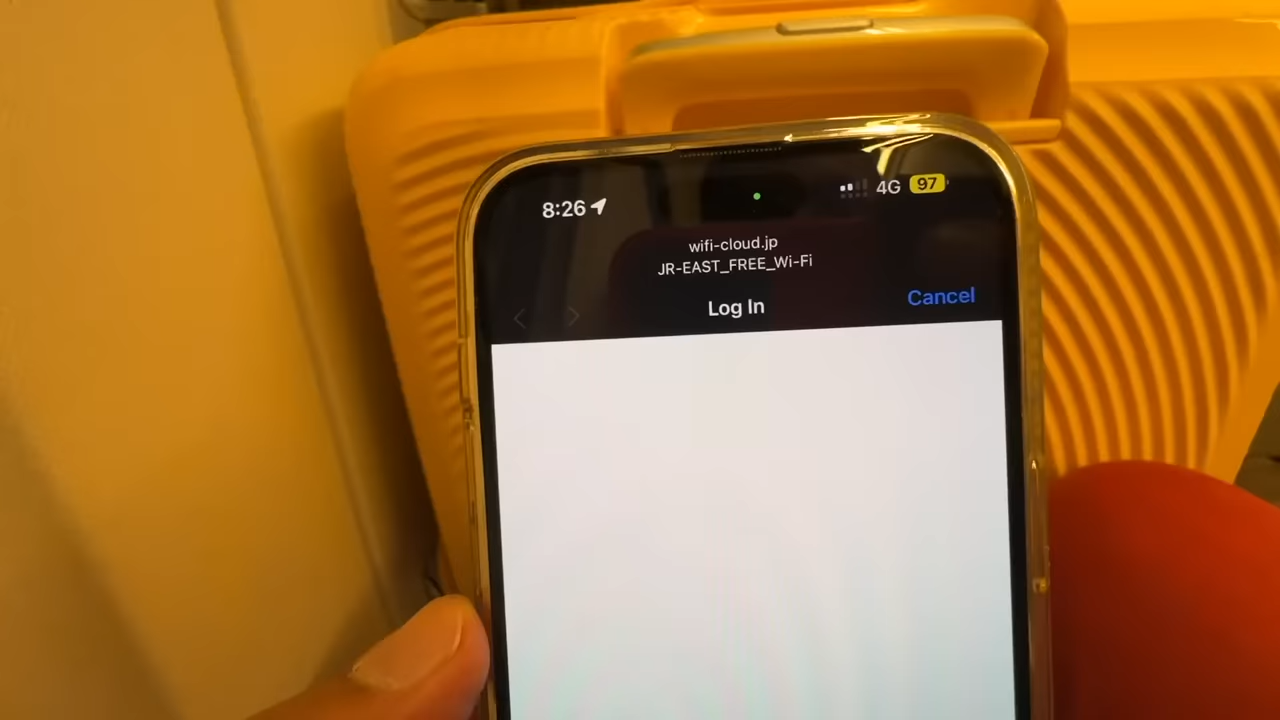 8:26
4G 97
wifi-cloud.jp
JR-EAST_FREE_Wi-Fi
Log In
Cancel